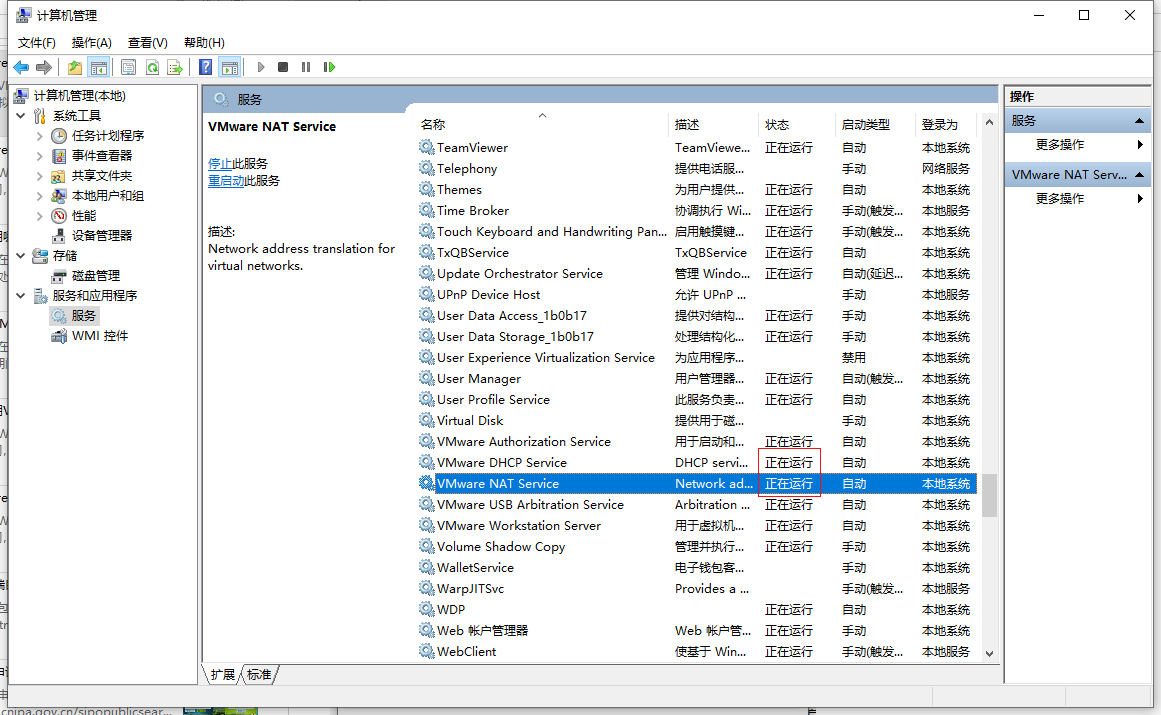 计算机管理
文件(F) 操作(A) 查看(V) 帮助(H)
计算机管理(本地)
系统工具
任务计划程序
事件查看器
共享文件夹
本地用户和组
性能
设备管理器
存储
磁盘管理
服务和应用程序
服务
WMI 控件
服务
VMware NAT Service
停止此服务
重启动此服务
描述:
Network address translation for
virtual networks.
名称 描述 状态 启动类型 登录为
TeamViewer TeamViewe... 正在运行 自动 本地系统
Telephony 提供电话服... 手动 网络服务
Themes 为用户提供... 正在运行 自动 本地系统
Time Broker 协调执行 Wi... 正在运行 手动(触发... 本地服务
Touch Keyboard and Handwriting Pan... 启用触摸键... 正在运行 手动(触发... 本地系统
TxQBService TxQBService 正在运行 自动 本地系统
Update Orchestrator Service 管理 Windo... 正在运行 自动(延迟... 本地系统
UPnP Device Host 允许 UPnP ... 手动 本地服务
User Data Access_1b0b17 提供对结构... 正在运行 手动 本地系统
User Data Storage_1b0b17 处理结构化... 正在运行 手动 本地系统
User Experience Virtualization Service 为应用程序... 禁用 本地系统
User Manager 用户管理器... 正在运行 自动(触发... 本地系统
User Profile Service 此服务负责... 正在运行 自动 本地系统
Virtual Disk 提供用于磁... 手动 本地系统
VMware Authorization Service 用于启动和... 正在运行 自动 本地系统
VMware DHCP Service DHCP servi... 正在运行 自动 本地系统
VMware NAT Service Network ad... 正在运行 自动 本地系统
VMware USB Arbitration Service Arbitration ... 正在运行 自动 本地系统
VMware Workstation Server 用于虚拟机... 正在运行 自动 本地系统
Volume Shadow Copy 管理并执行... 正在运行 手动 本地系统
WalletService 电子钱包客... 手动 本地系统
WarpJITSvc Provides a ... 手动(触发... 本地服务
WDP 正在运行 自动 本地系统
Web 帐户管理器 Web 帐户管... 正在运行 手动 本地系统
WebClient 使基于 Win... 正在运行 手动(触发... 本地服务
扩展 标准
操作
服务
更多操作
VMware NAT Serv...
更多操作